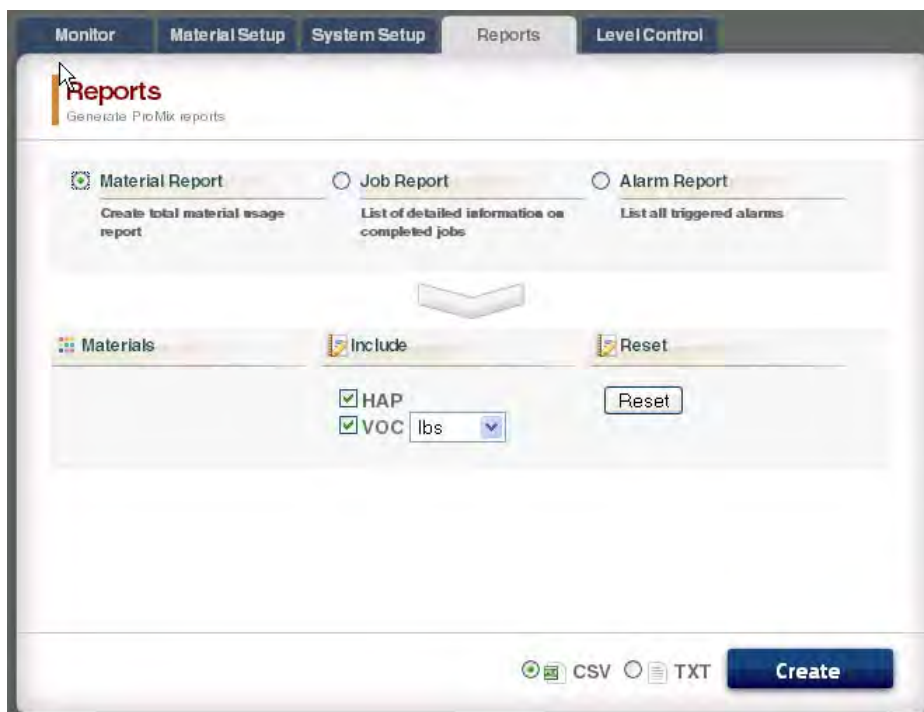 Monitor Material Setup System Setup Reports Level Control
Reports
Generate ProMix reports
Material Report
Create total material usage
report
Job Report
List of detailed information on
completed jobs
Alarm Report
List all triggered alarms
Materials
Include
HAP
VOC lbs
Reset
Reset
CSV TXT Create